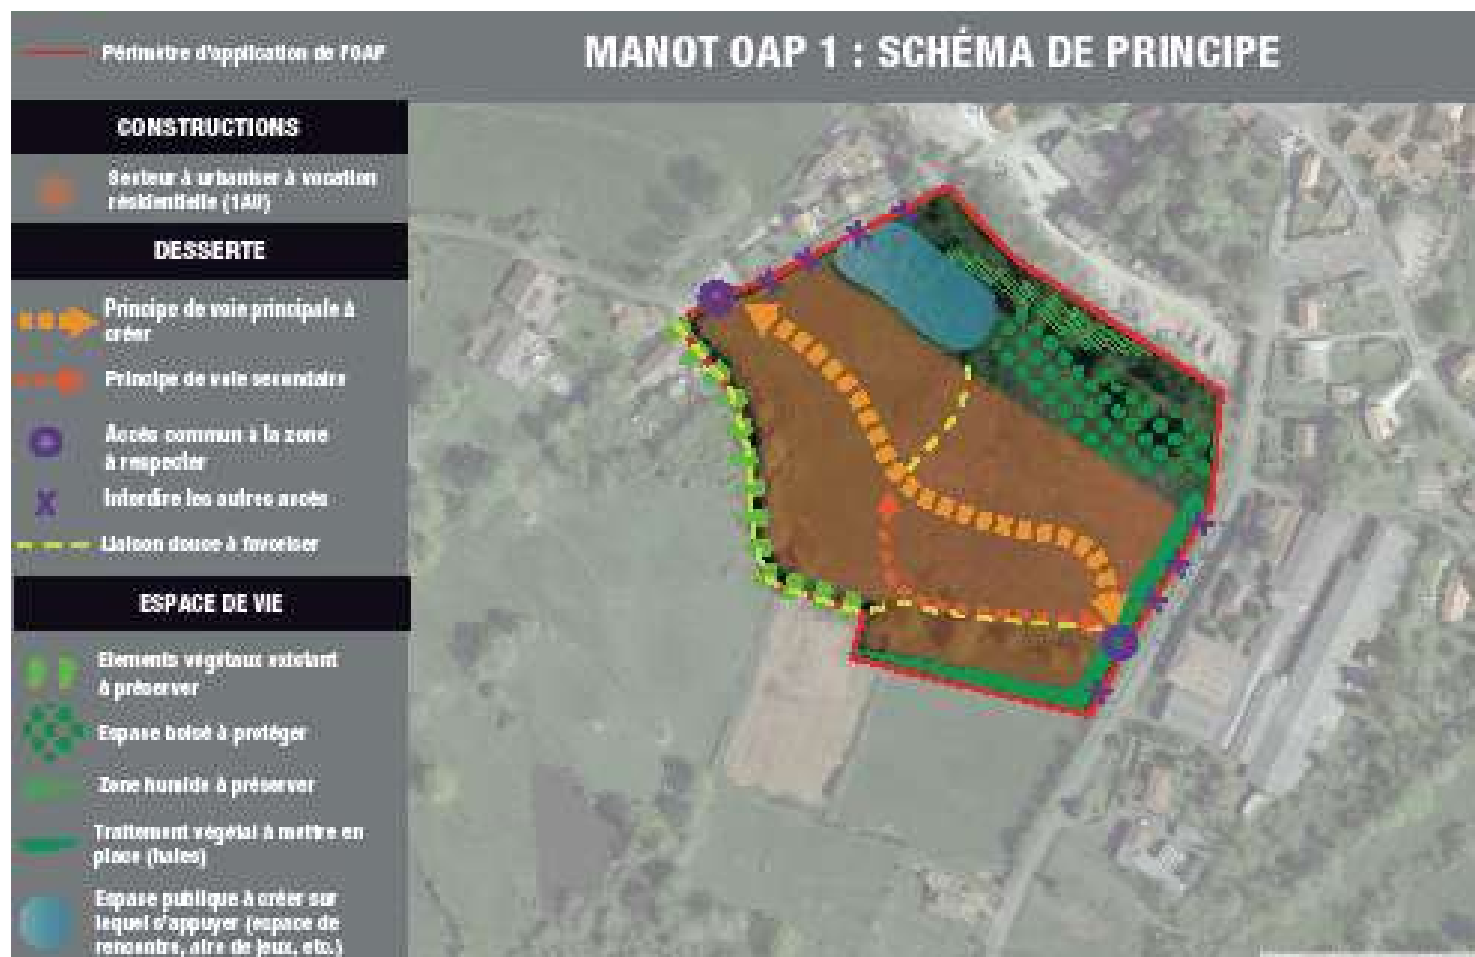 Périmètre d'application de l'OAP
MANOT OAP 1 : SCHÉMA DE PRINCIPE
CONSTRUCTIONS
Secteur à urbaniser à vocation
résidentielle (1AU)
DESSERTE
Principe de voie principale à
créer
Principe de voie secondaire
Accès commun à la zone
à respecter
Interdire les autres accès
Liaison douce à favoriser
ESPACE DE VIE
Elements végétaux existant
à préserver
Espace boisé à protéger
Zone humide à préserver
Traitement végétal à mettre en
place (haies)
Espace publique à créer sur
lequel s'appuyer (espace de
rencontre, aire de jeux, etc.)